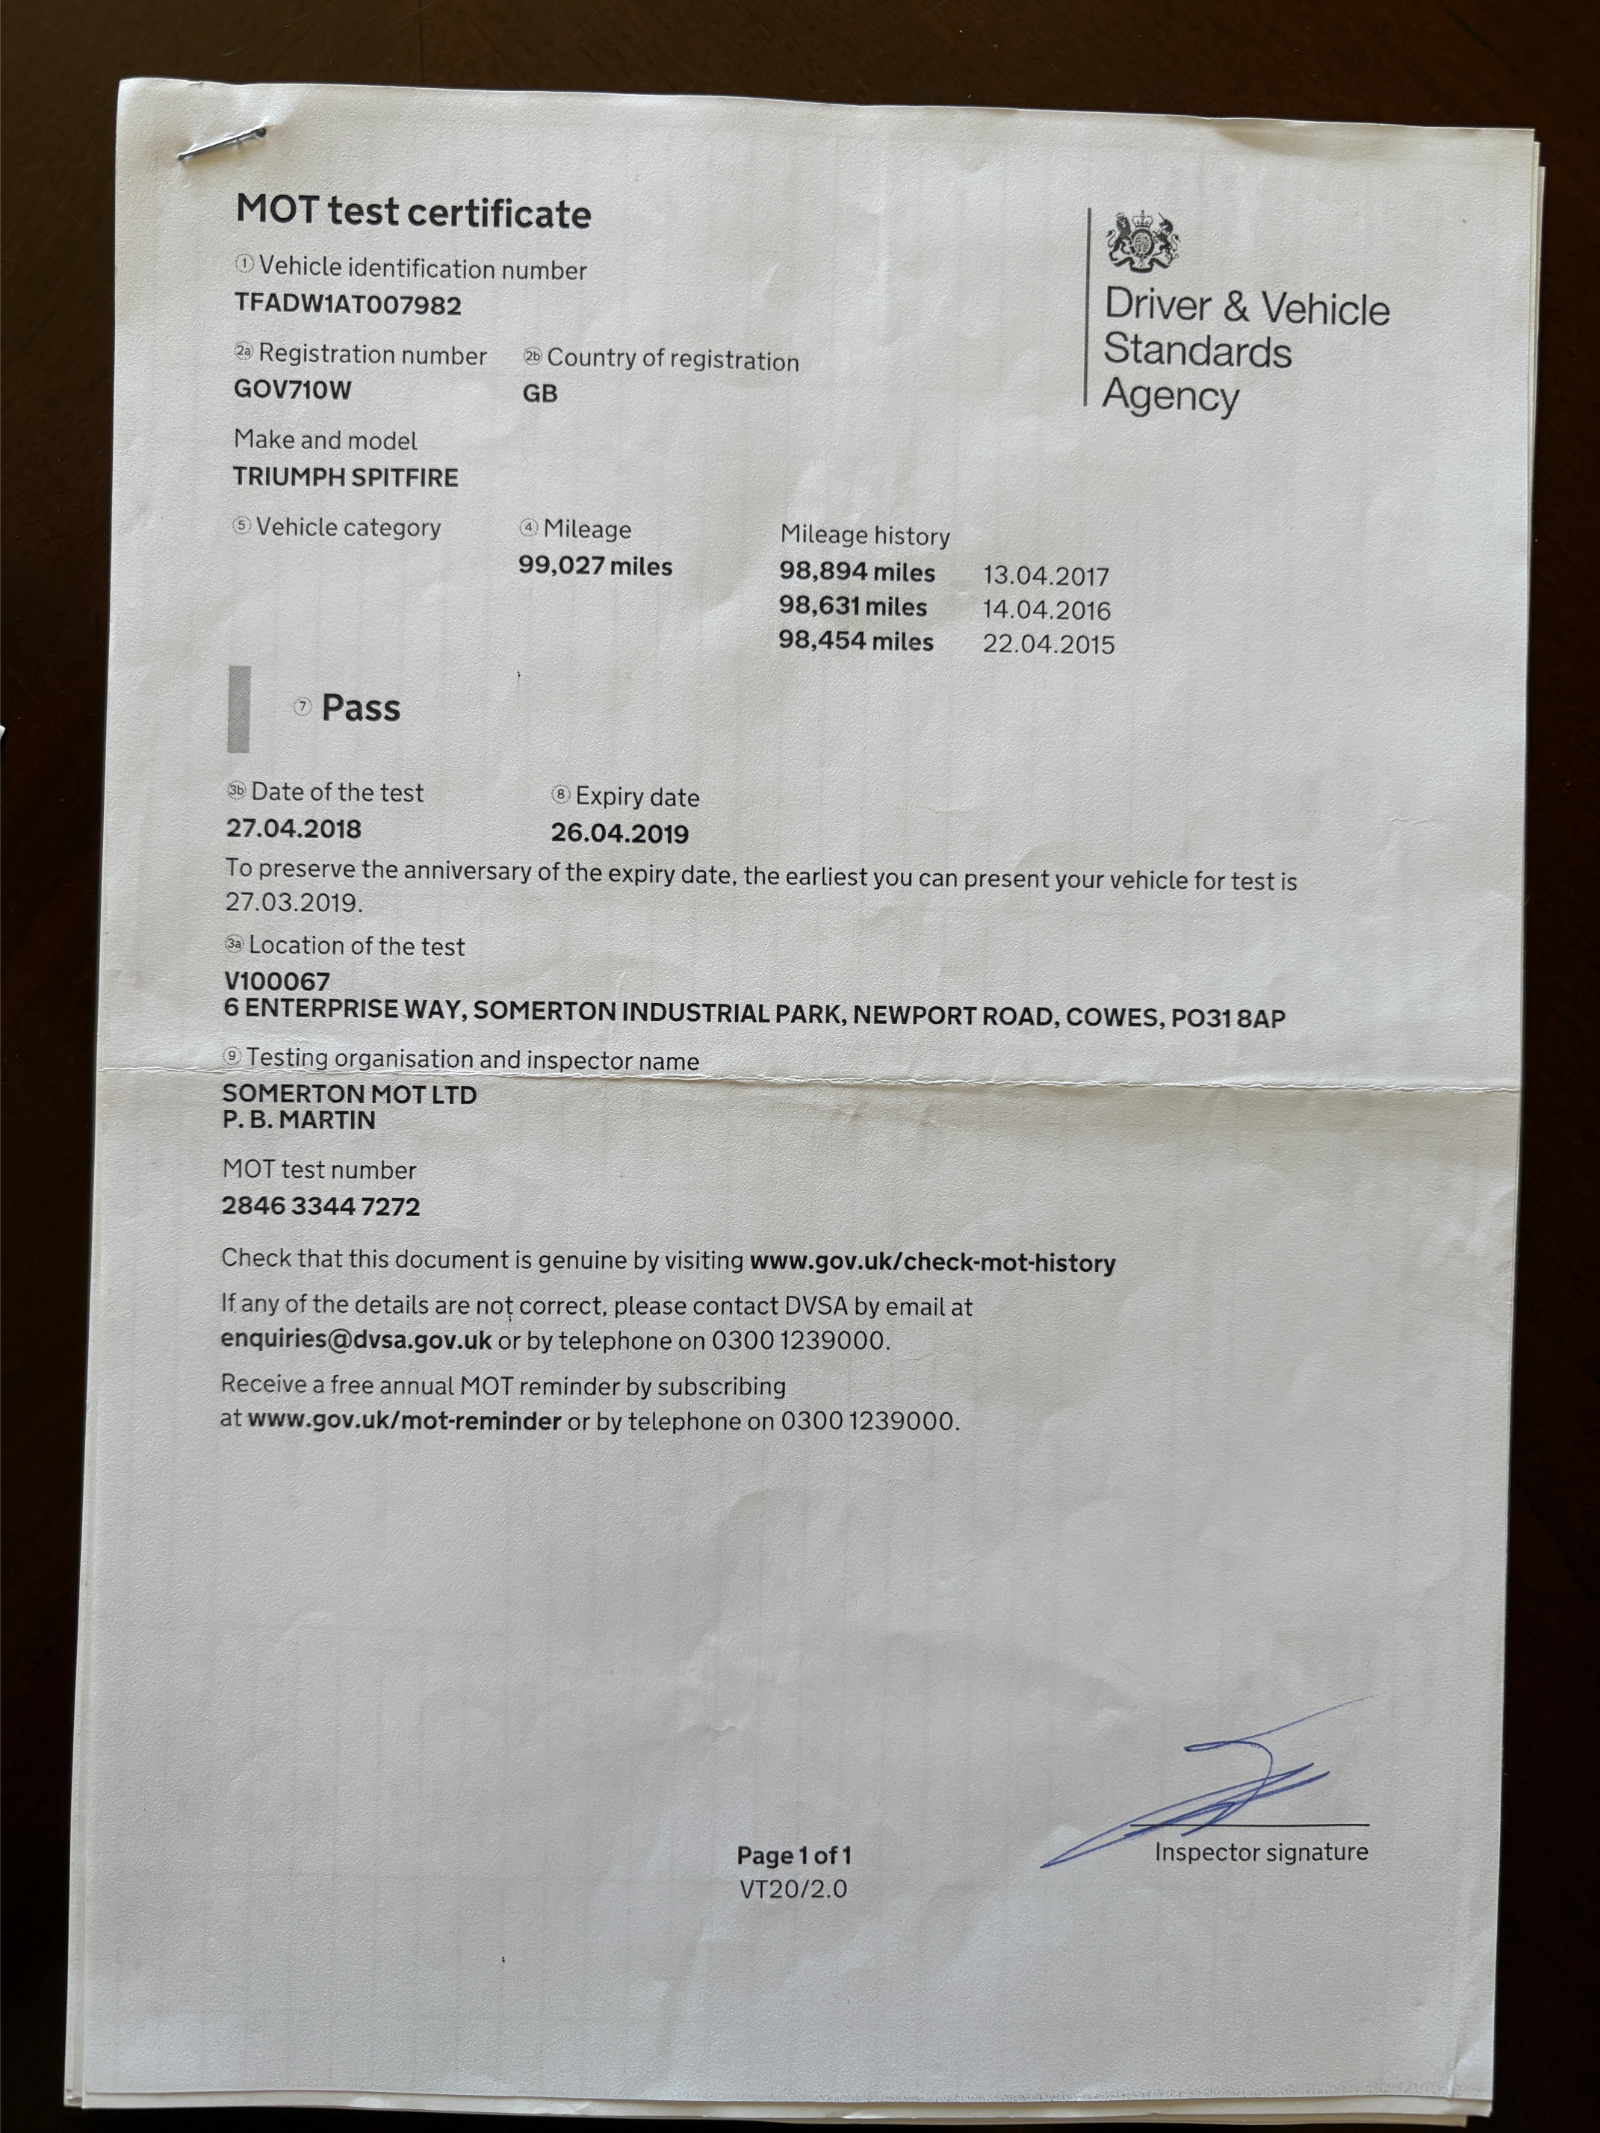 MOT test certificate
① Vehicle identification number
TFADW1AT007982
2a Registration number 2b Country of registration
GOV710W GB
Make and model
TRIUMPH SPITFIRE
⑤ Vehicle category ④ Mileage Mileage history
99,027 miles 98,894 miles 13.04.2017
98,631 miles 14.04.2016
98,454 miles 22.04.2015
⑦ Pass
3b Date of the test ⑧ Expiry date
27.04.2018 26.04.2019
To preserve the anniversary of the expiry date, the earliest you can present your vehicle for test is
27.03.2019.
3a Location of the test
V100067
6 ENTERPRISE WAY, SOMERTON INDUSTRIAL PARK, NEWPORT ROAD, COWES, PO31 8AP
⑨ Testing organisation and inspector name
SOMERTON MOT LTD
P. B. MARTIN
MOT test number
2846 3344 7272
Check that this document is genuine by visiting www.gov.uk/check-mot-history
If any of the details are not correct, please contact DVSA by email at
enquiries@dvsa.gov.uk or by telephone on 0300 1239000.
Receive a free annual MOT reminder by subscribing
at www.gov.uk/mot-reminder or by telephone on 0300 1239000.
Driver & Vehicle
Standards
Agency
Inspector signature
Page 1 of 1
VT20/2.0